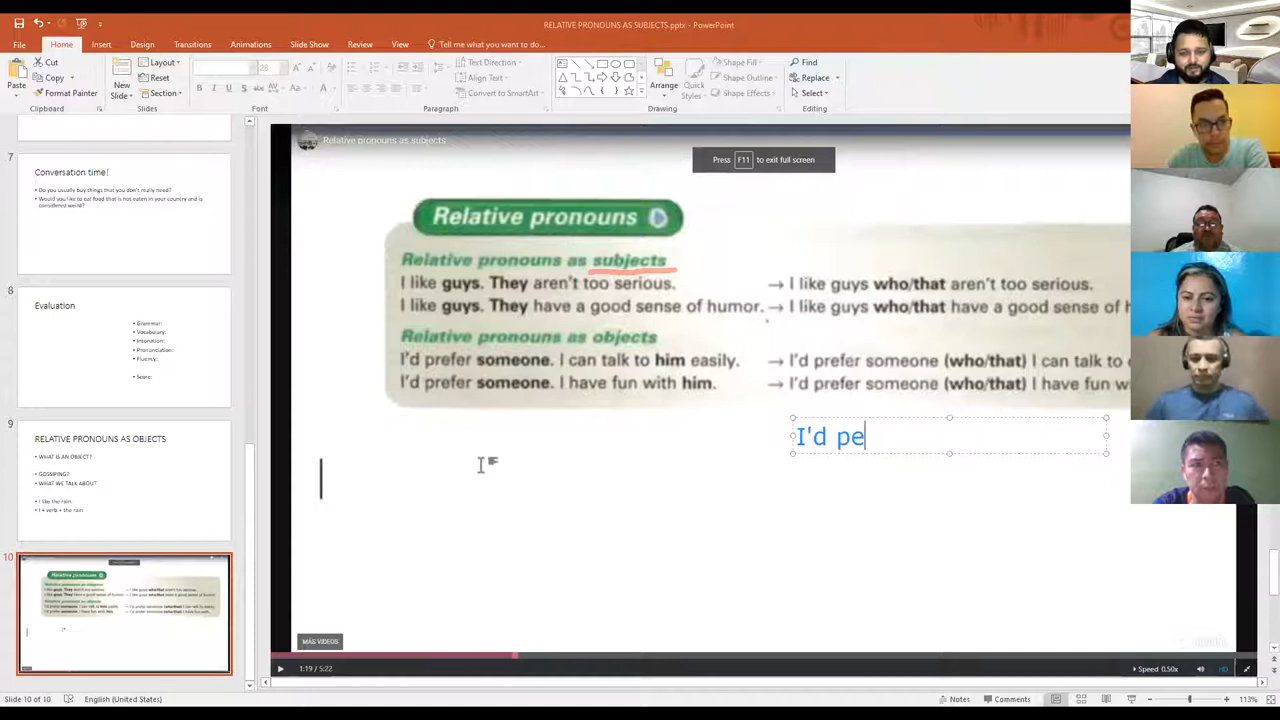 RELATIVE PRONOUNS AS SUBJECTS.pptx - PowerPoint
File Home Insert Design Transitions Animations Slide Show Review View Tell me what you want to do...
Cut
Copy
Format Painter
Paste
Clipboard
New
Slide
Layout
Reset
Section
Slides
28
B I U S abc AV Aa A
Font
Text Direction
Align Text
Convert to SmartArt
Paragraph
Arrange
Quick
Styles
Shape Fill
Shape Outline
Shape Effects
Drawing
Find
Replace
Select
Editing
7
Conversation time!
• Do you usually buy things that you don't really need?
• Would you like to eat food that is not eaten in your country and is
considered weird?
8
Evaluation
• Grammar:
• Vocabulary:
• Intonation:
• Pronunciation:
• Fluency:
• Score:
9
RELATIVE PRONOUNS AS OBJECTS
• WHAT IS AN OBJECT?
• GOSSIPING?
• WHAT WE TALK ABOUT?
• I like the rain.
• I + verb + the rain
10
Relative pronouns as subjects
Press F11 to exit full screen
Relative pronouns
Relative pronouns as subjects
I like guys. They aren't too serious. → I like guys who/that aren't too serious.
I like guys. They have a good sense of humor. → I like guys who/that have a good sense of h
Relative pronouns as objects
I'd prefer someone. I can talk to him easily. → I'd prefer someone (who/that) I can talk to
I'd prefer someone. I have fun with him. → I'd prefer someone (who/that) I have fun w
I'd pe
MÁS VIDEOS
1:19 / 5:22
Speed 0.50x
HD
Slide 10 of 10 English (United States) Notes Comments 113%